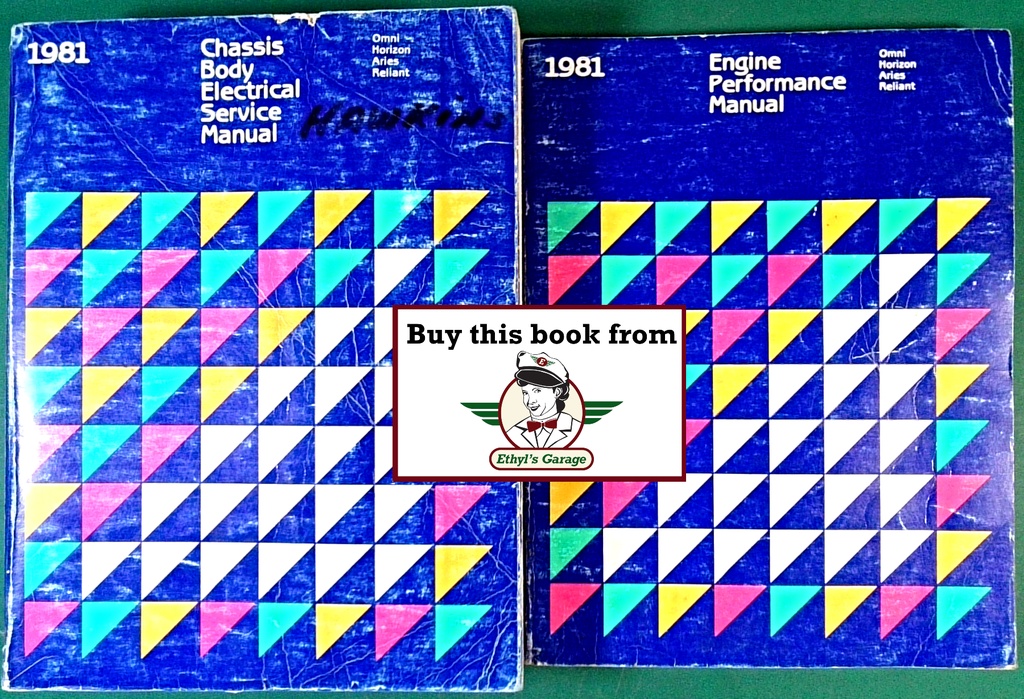 1981
Chassis
Body
Electrical
Service
Manual
Omni
Horizon
Aries
Reliant
HAWKINS
1981
Engine
Performance
Manual
Omni
Horizon
Aries
Reliant
Buy this book from
E
Ethyl's Garage